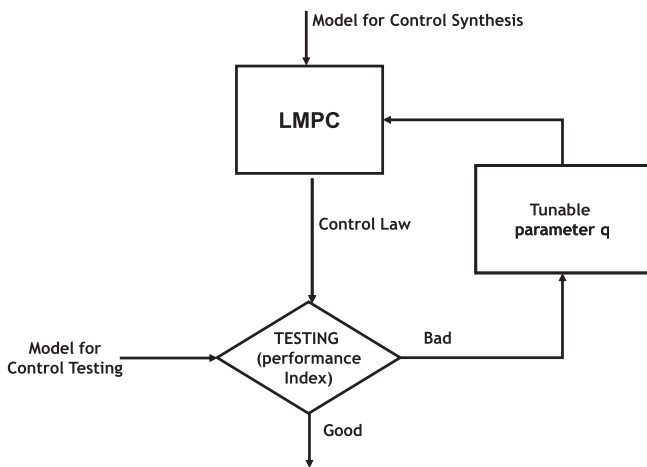 Model for Control Synthesis
LMPC
Tunable
parameter q
Control Law
TESTING
(performance
Index)
Bad
Model for
Control Testing
Good